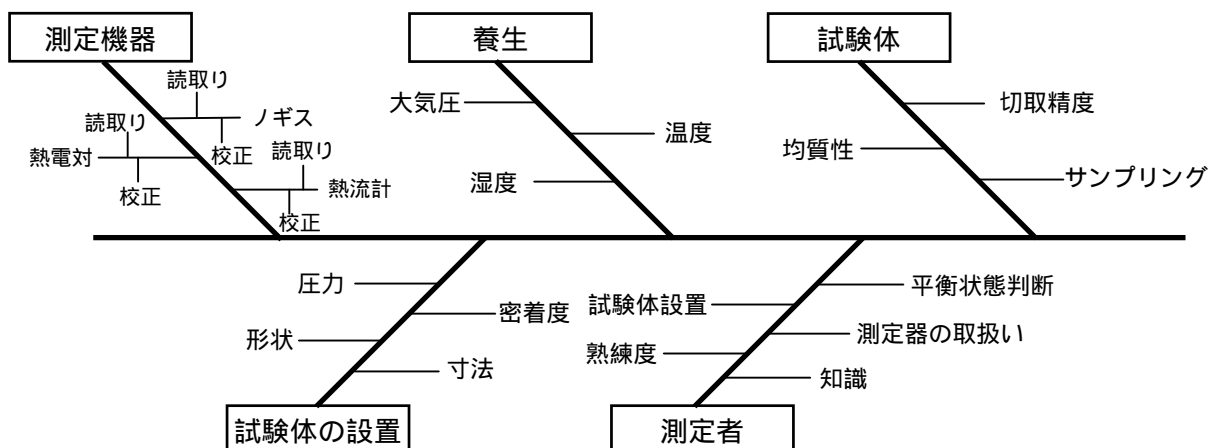 測定機器
養生
試験体
読取り
ノギス
校正
読取り
熱電対
校正
読取り
熱流計
校正
大気圧
温度
湿度
切取精度
均質性
サンプリング
圧力
密着度
形状
寸法
試験体の設置
平衡状態判断
試験体設置
測定器の取扱い
熟練度
知識
測定者